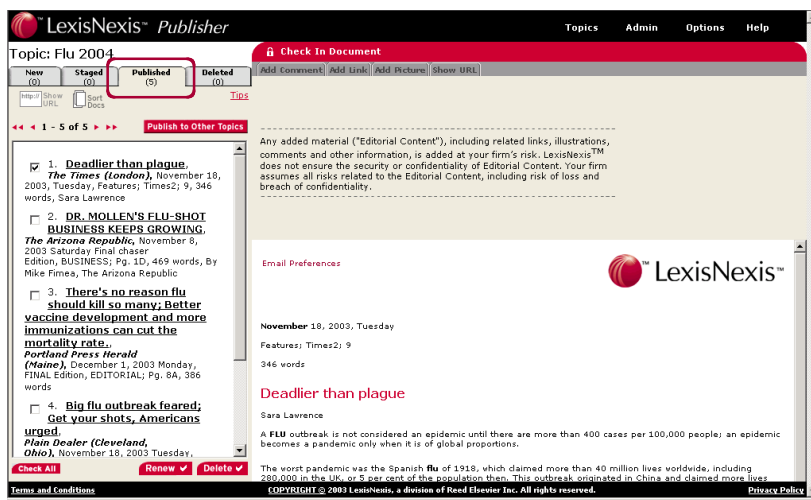 LexisNexis™ Publisher
Topics Admin Options Help
Topic: Flu 2004
New (0) Staged (0) Published (5) Deleted (0)
http:// Show URL Sort Docs Tips
1 - 5 of 5 Publish to Other Topics
1. Deadlier than plague,
The Times (London), November 18,
2003, Tuesday, Features; Times2; 9, 346
words, Sara Lawrence
2. DR. MOLLEN'S FLU-SHOT
BUSINESS KEEPS GROWING,
The Arizona Republic, November 8,
2003 Saturday Final chaser
Edition, BUSINESS; Pg. 1D, 469 words, By
Mike Fimea, The Arizona Republic
3. There's no reason flu
should kill so many; Better
vaccine development and more
immunizations can cut the
mortality rate.,
Portland Press Herald
(Maine), December 1, 2003 Monday,
FINAL Edition, EDITORIAL; Pg. 8A, 386
words
4. Big flu outbreak feared;
Get your shots, Americans
urged,
Plain Dealer (Cleveland,
Ohio), November 18, 2003 Tuesday,
Check All Renew Delete
Check In Document
Add Comment Add Link Add Picture Show URL
Any added material ("Editorial Content"), including related links, illustrations,
comments and other information, is added at your firm's risk. LexisNexis™
does not ensure the security or confidentiality of Editorial Content. Your firm
assumes all risks related to the Editorial Content, including risk of loss and
breach of confidentiality.
Email Preferences
LexisNexis™
November 18, 2003, Tuesday
Features; Times2; 9
346 words
Deadlier than plague
Sara Lawrence
A FLU outbreak is not considered an epidemic until there are more than 400 cases per 100,000 people; an epidemic
becomes a pandemic only when it is of global proportions.
The worst pandemic was the Spanish flu of 1918, which claimed more than 40 million lives worldwide, including
280,000 in the UK, or 5 per cent of the population then. This outbreak originated in China and claimed more lives
Terms and Conditions COPYRIGHT © 2003 LexisNexis, a division of Reed Elsevier Inc. All rights reserved. Privacy Policy